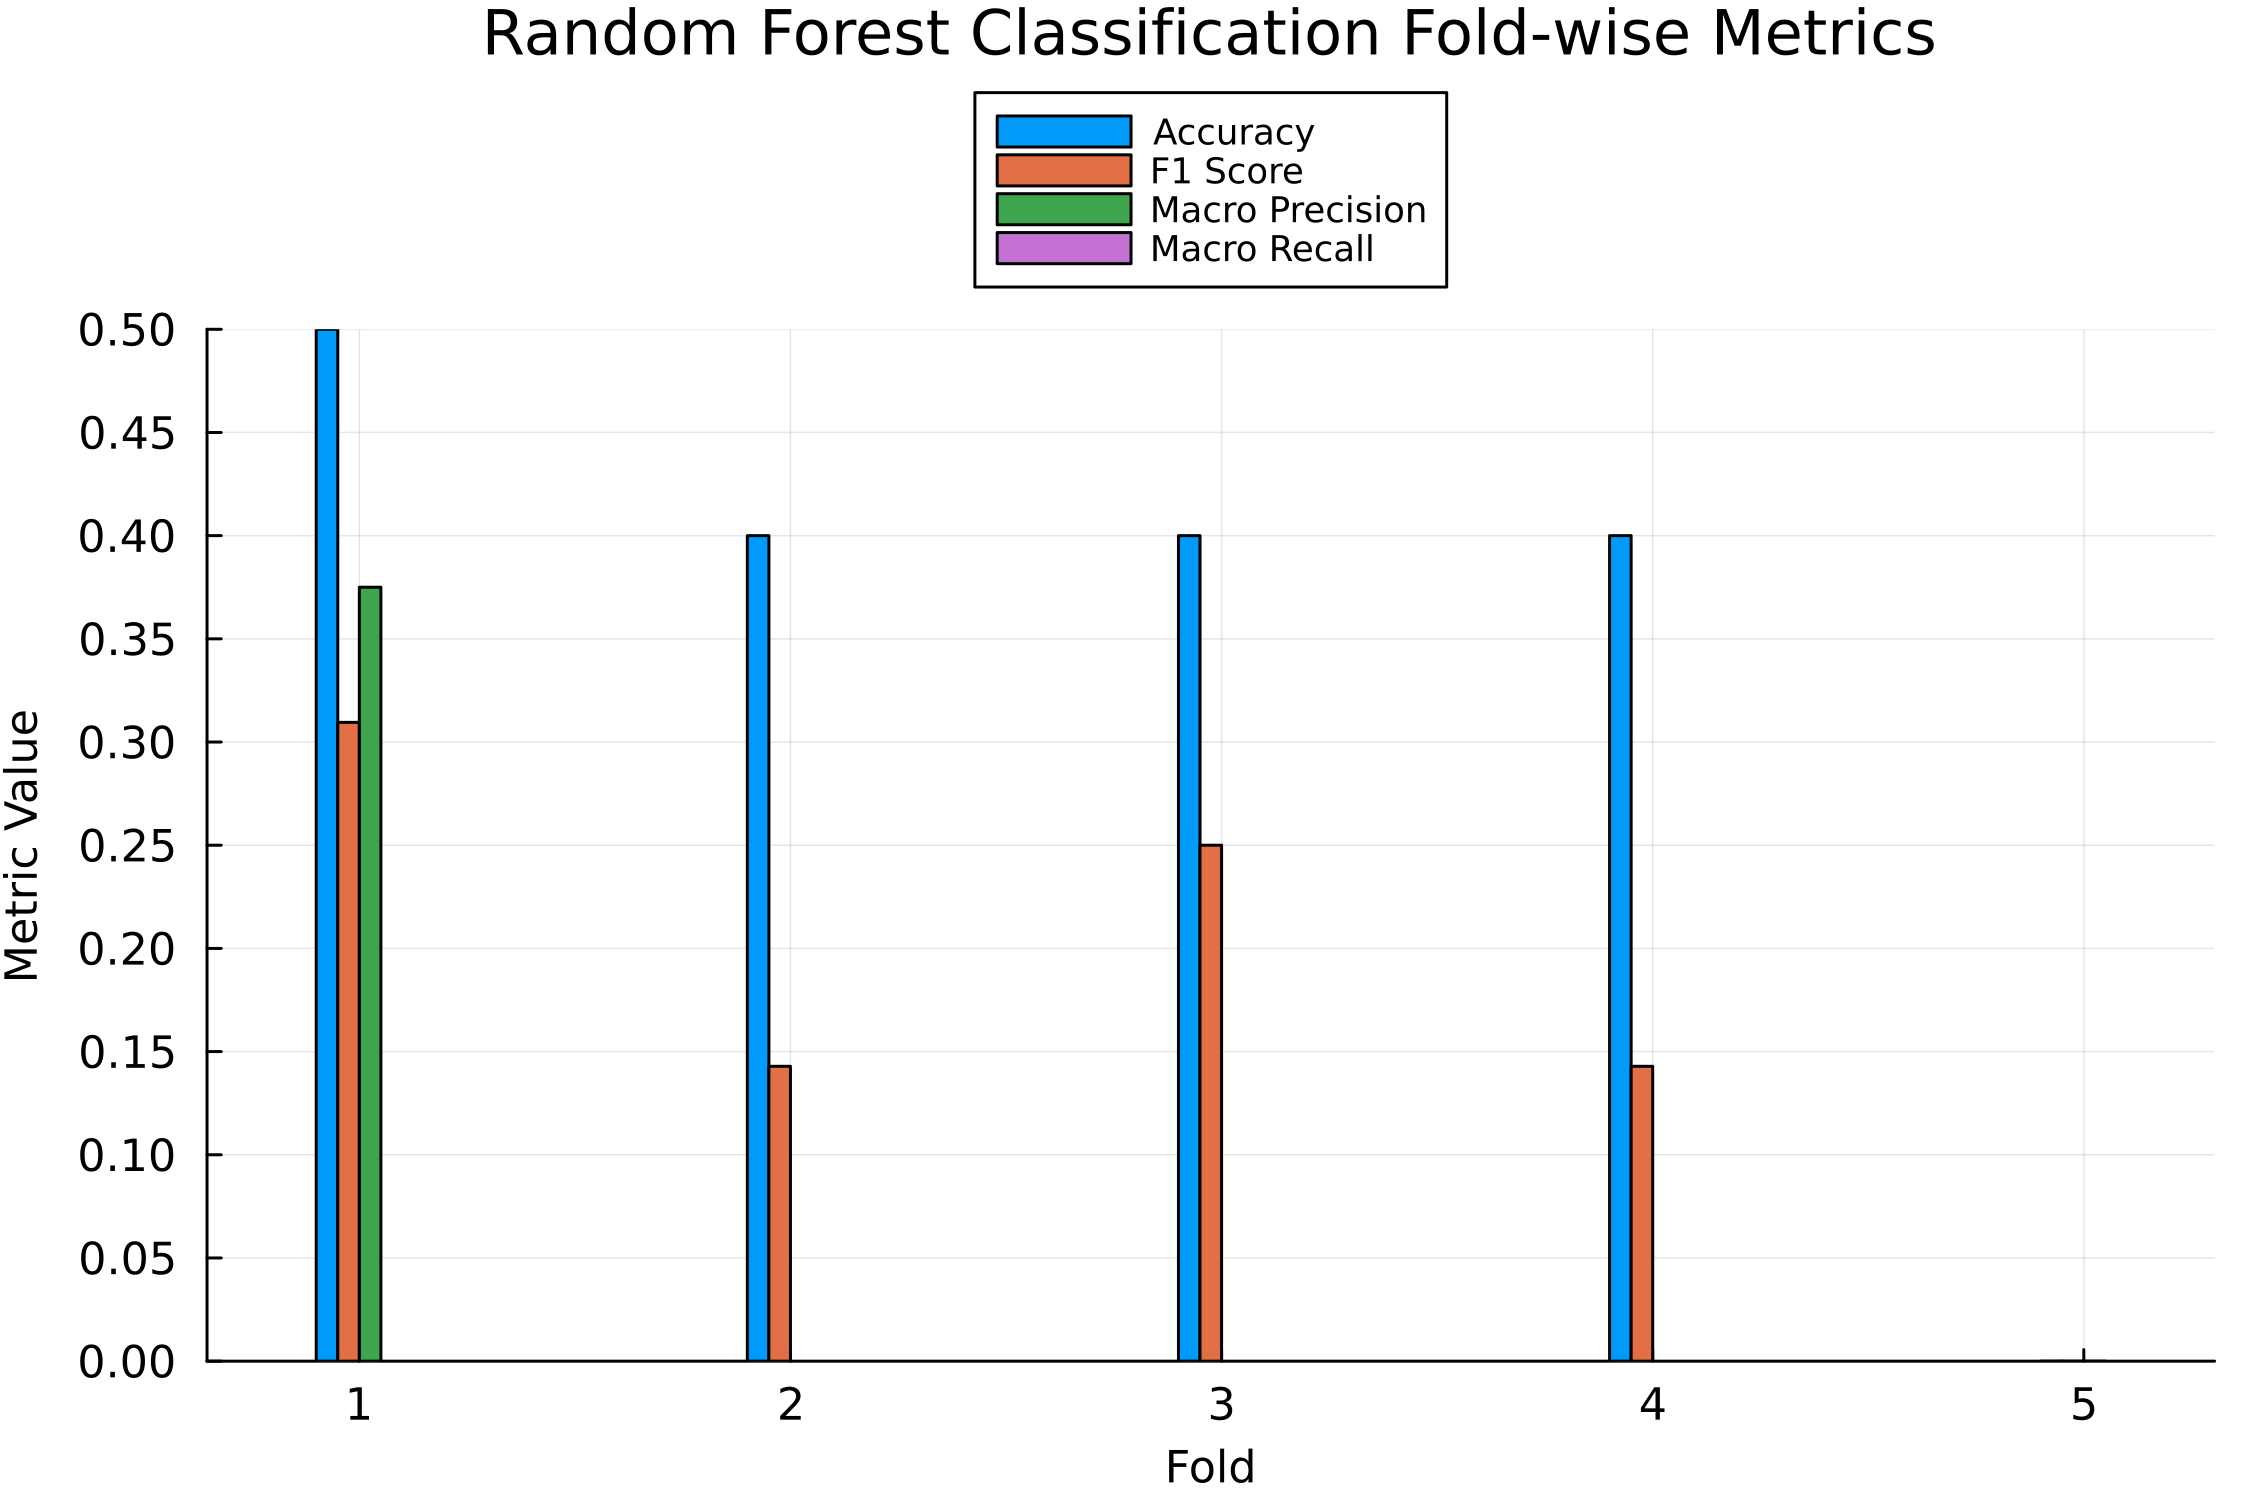 Random Forest Classification Fold-wise Metrics
Accuracy
F1 Score
Macro Precision
Macro Recall
0.50
0.45
0.40
0.35
0.30
0.25
0.20
0.15
0.10
0.05
0.00
Metric Value
1 2 3 4 5
Fold